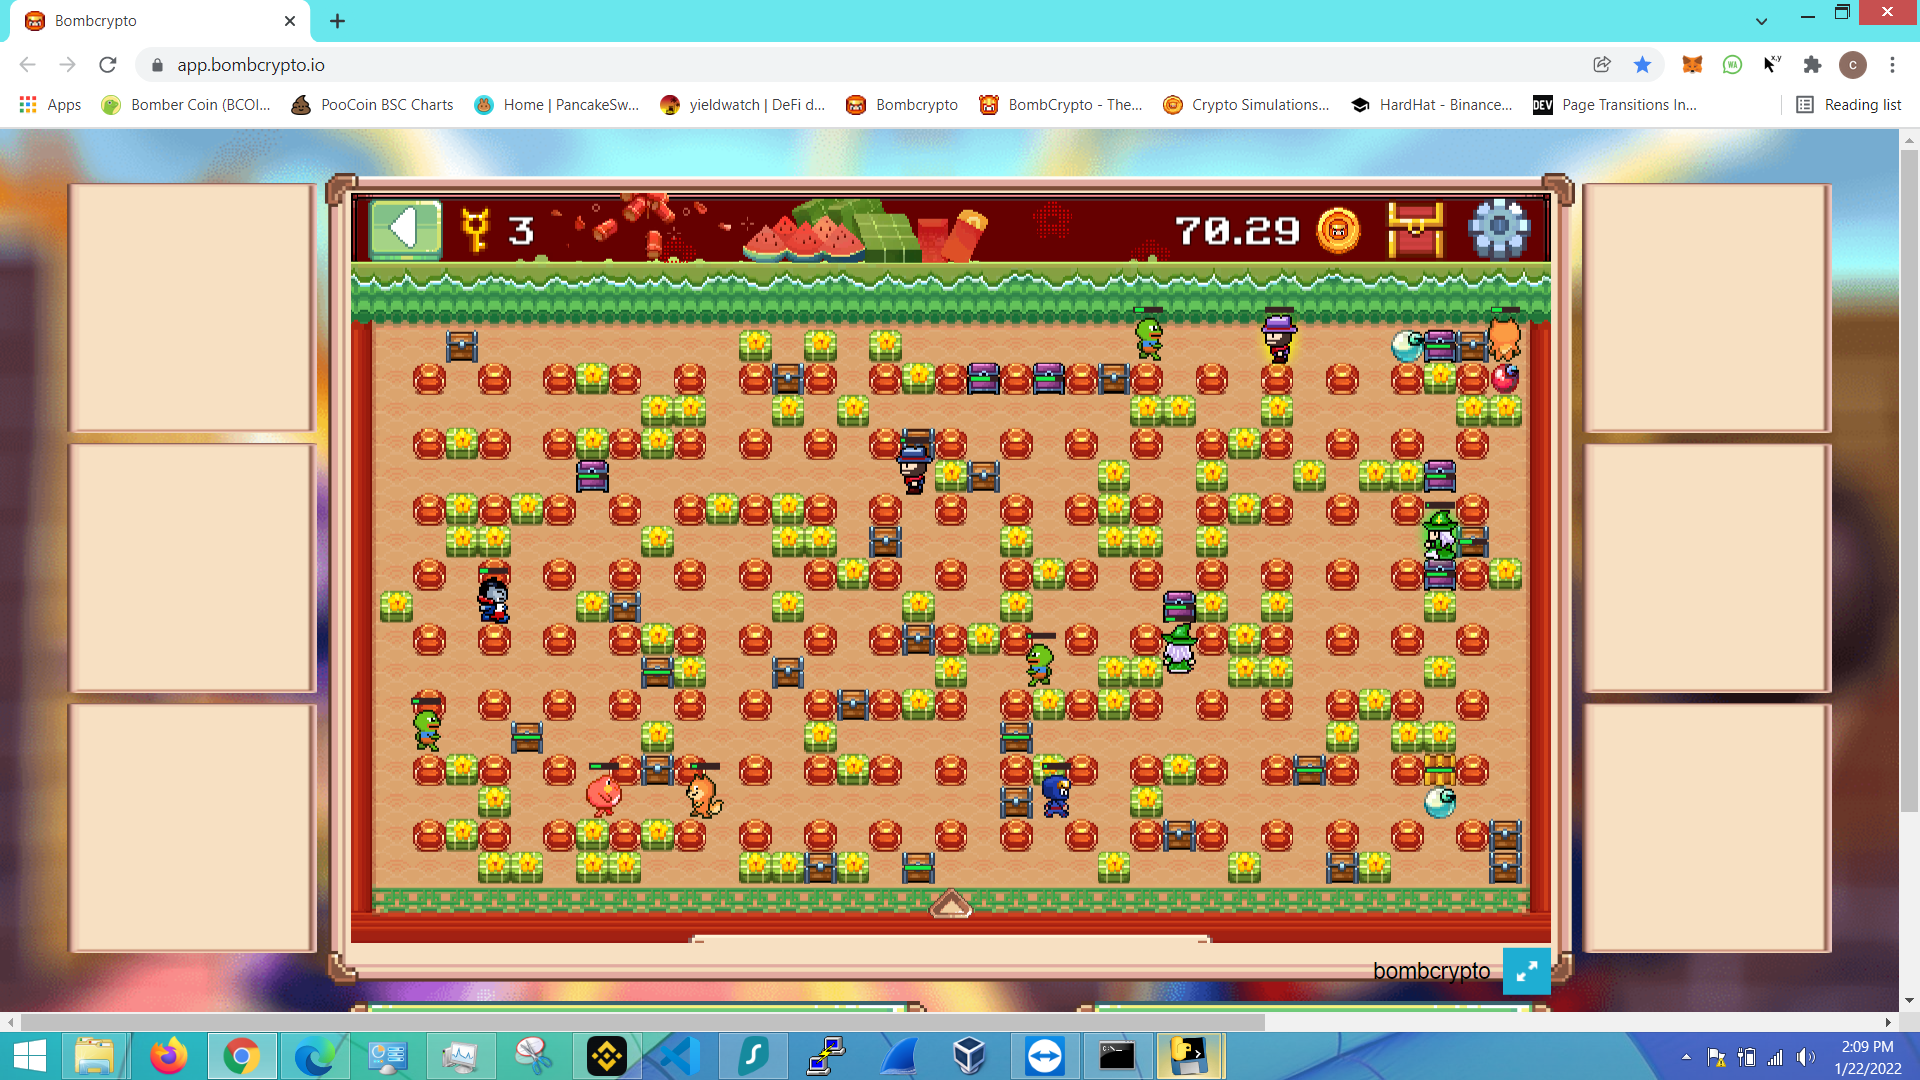 Bombcrypto
app.bombcrypto.io
Apps
Bomber Coin (BCOI...
PooCoin BSC Charts
Home | PancakeSw...
yieldwatch | DeFi d...
Bombcrypto
BombCrypto - The...
Crypto Simulations...
HardHat - Binance...
DEV
Page Transitions In...
Reading list
WA
x,y
C
3
70.29
bombcrypto
2:09 PM
1/22/2022